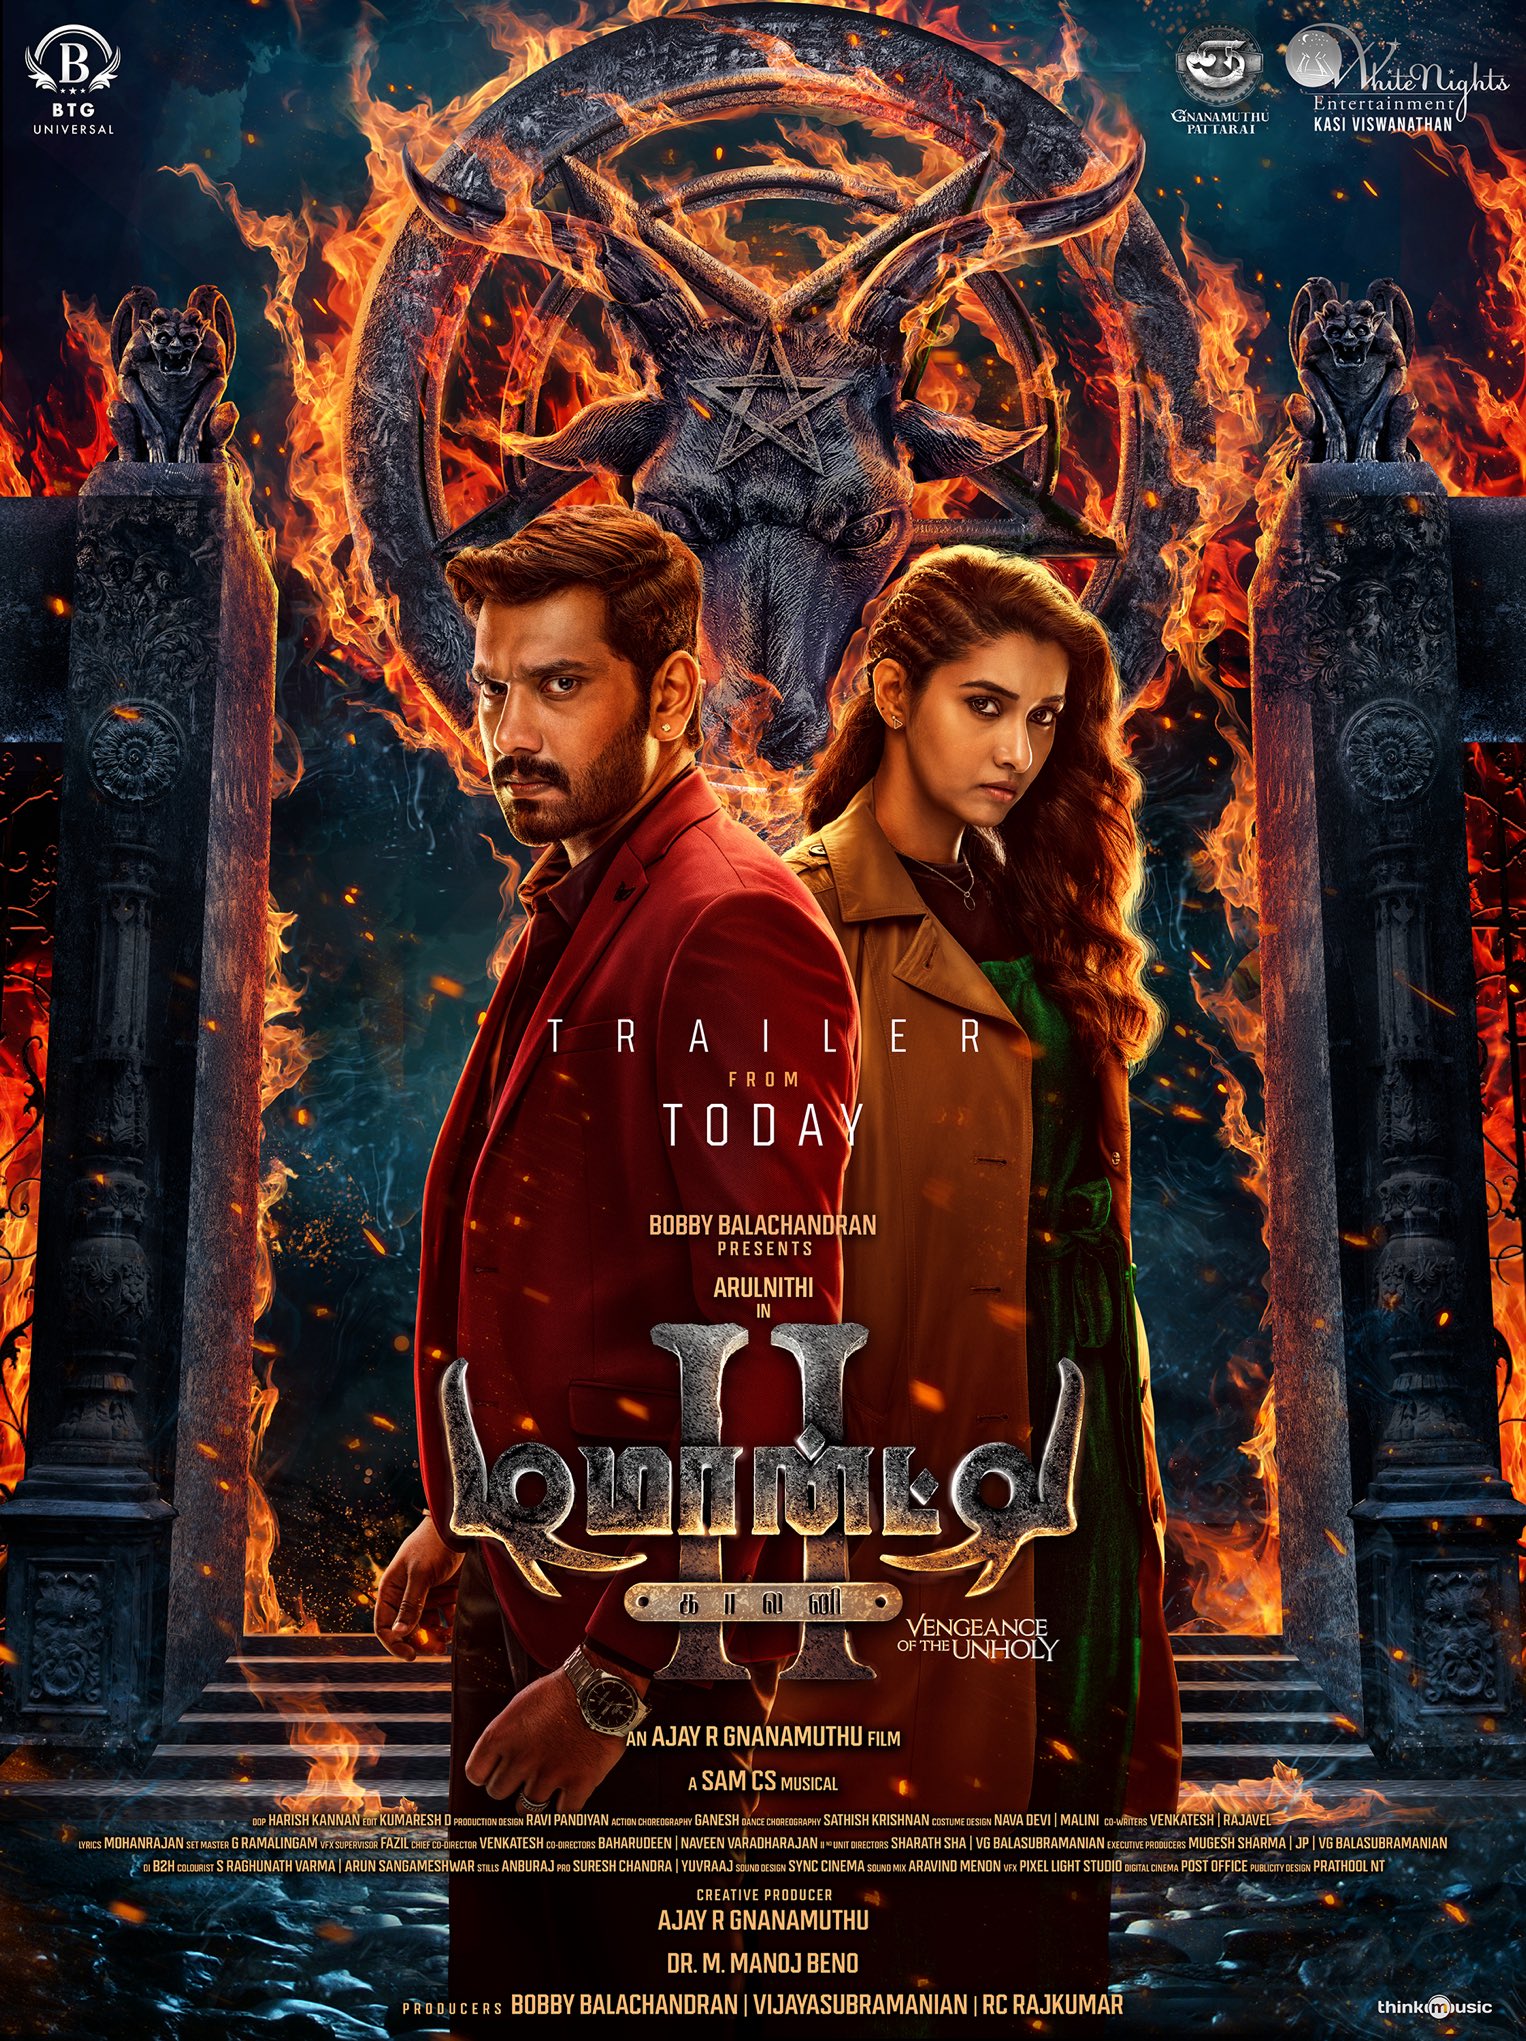 B
BTG
UNIVERSAL
GNANAMUTHU
PATTARAI
WhiteNights
Entertainment
KASI VISWANATHAN
TRAILER
FROM
TODAY
BOBBY BALACHANDRAN
PRESENTS
ARULNITHI
IN
II
டிமான்ட்டி
காலனி
VENGEANCE
OF THE UNHOLY
AN AJAY R GNANAMUTHU FILM
A SAM CS MUSICAL
DOP HARISH KANNAN EDIT KUMARESH D PRODUCTION DESIGN RAVI PANDIYAN ACTION CHOREOGRAPHY GANESH DANCE CHOREOGRAPHY SATHISH KRISHNAN COSTUME DESIGN NAVA DEVI | MALINI CO-WRITERS VENKATESH | RAJAVEL
LYRICS MOHANRAJAN SET MASTER G RAMALINGAM VFX SUPERVISOR FAZIL CHIEF CO-DIRECTOR VENKATESH CO-DIRECTORS BAHARUDEEN | NAVEEN VARADHARAJAN II ND UNIT DIRECTORS SHARATH SHA | VG BALASUBRAMANIAN EXECUTIVE PRODUCERS MUGESH SHARMA | JP | VG BALASUBRAMANIAN
DI B2H COLOURIST S RAGHUNATH VARMA | ARUN SANGAMESHWAR STILLS ANBURAJ PRO SURESH CHANDRA | YUVRAAJ SOUND DESIGN SYNC CINEMA SOUND MIX ARAVIND MENON VFX PIXEL LIGHT STUDIO DIGITAL CINEMA POST OFFICE PUBLICITY DESIGN PRATHOOL NT
CREATIVE PRODUCER
AJAY R GNANAMUTHU
DR. M. MANOJ BENO
PRODUCERS BOBBY BALACHANDRAN | VIJAYASUBRAMANIAN | RC RAJKUMAR
think music